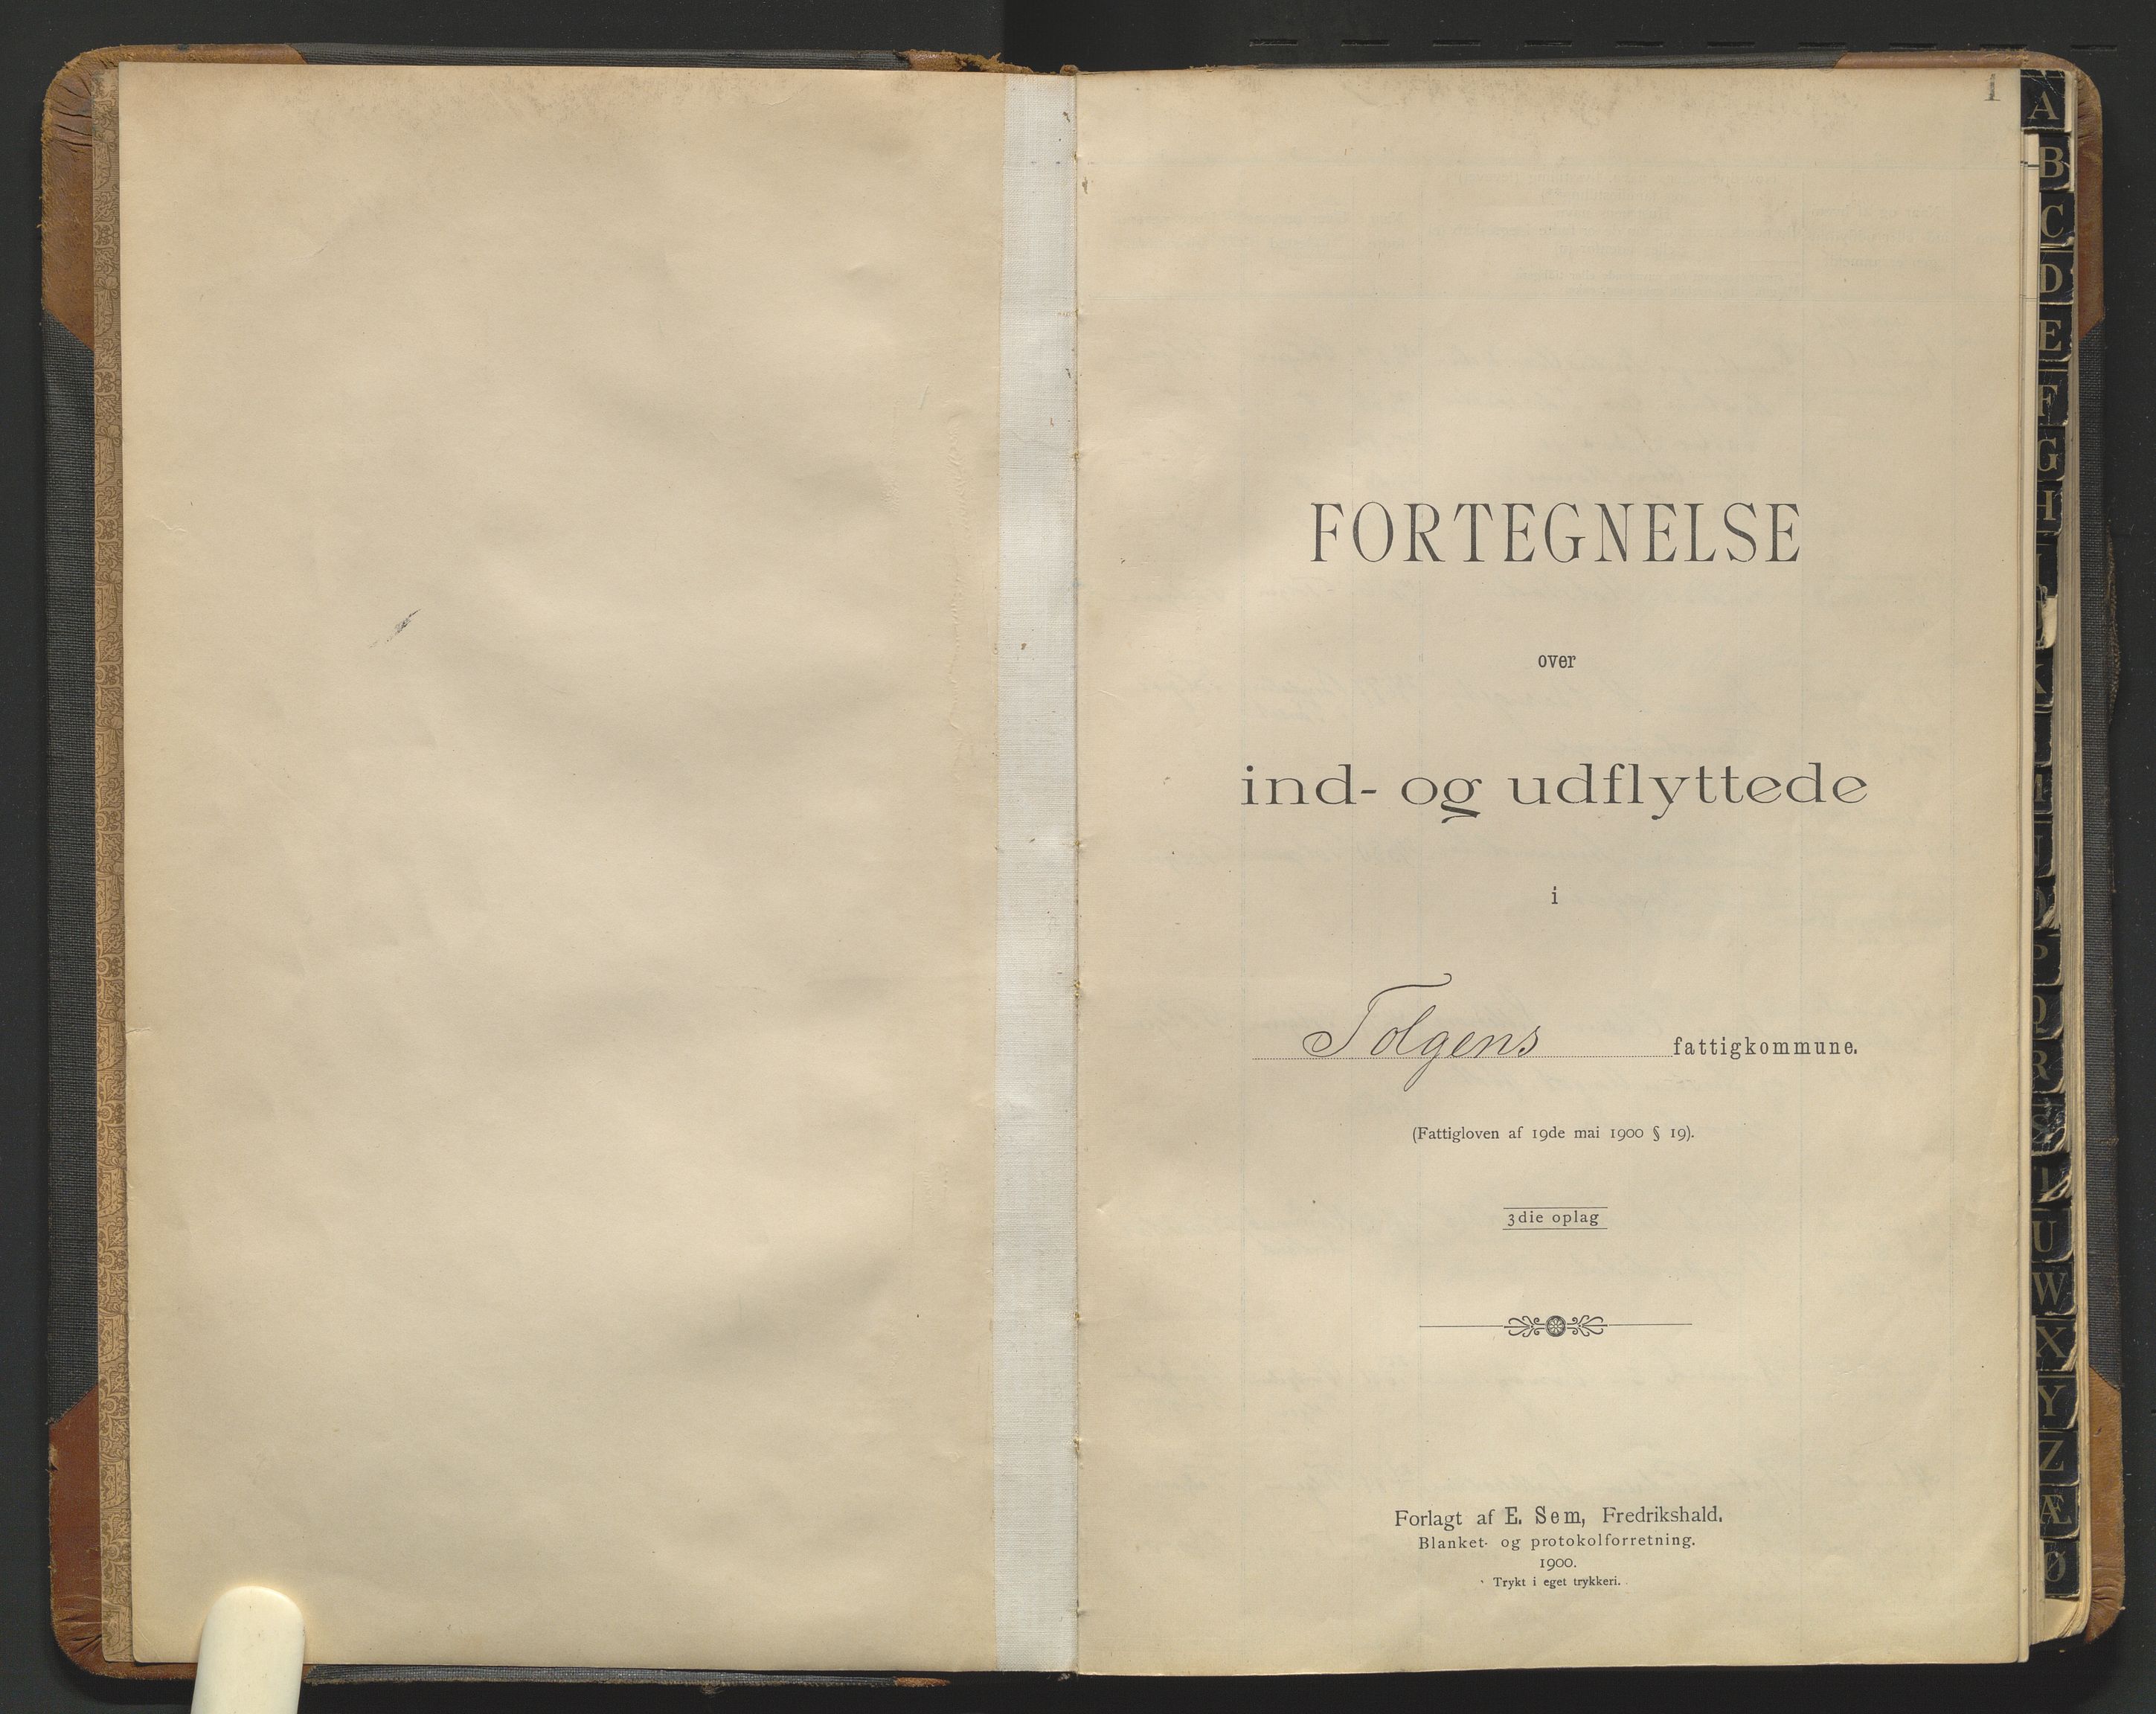 1
FORTEGNELSE
over
ind- og udflyttede
i
Tolgens fattigkommune.
(Fattigloven af 19de mai 1900 § 19).
3die oplag
Forlagt af E. Sem, Fredrikshald.
Blanket- og protokolforretning.
1900.
Trykt i eget trykkeri.
A
B
C
D
E
F
G
H
K
M
O
P
Q
R
S
U
W
X
Y
Z
Æ
Ø